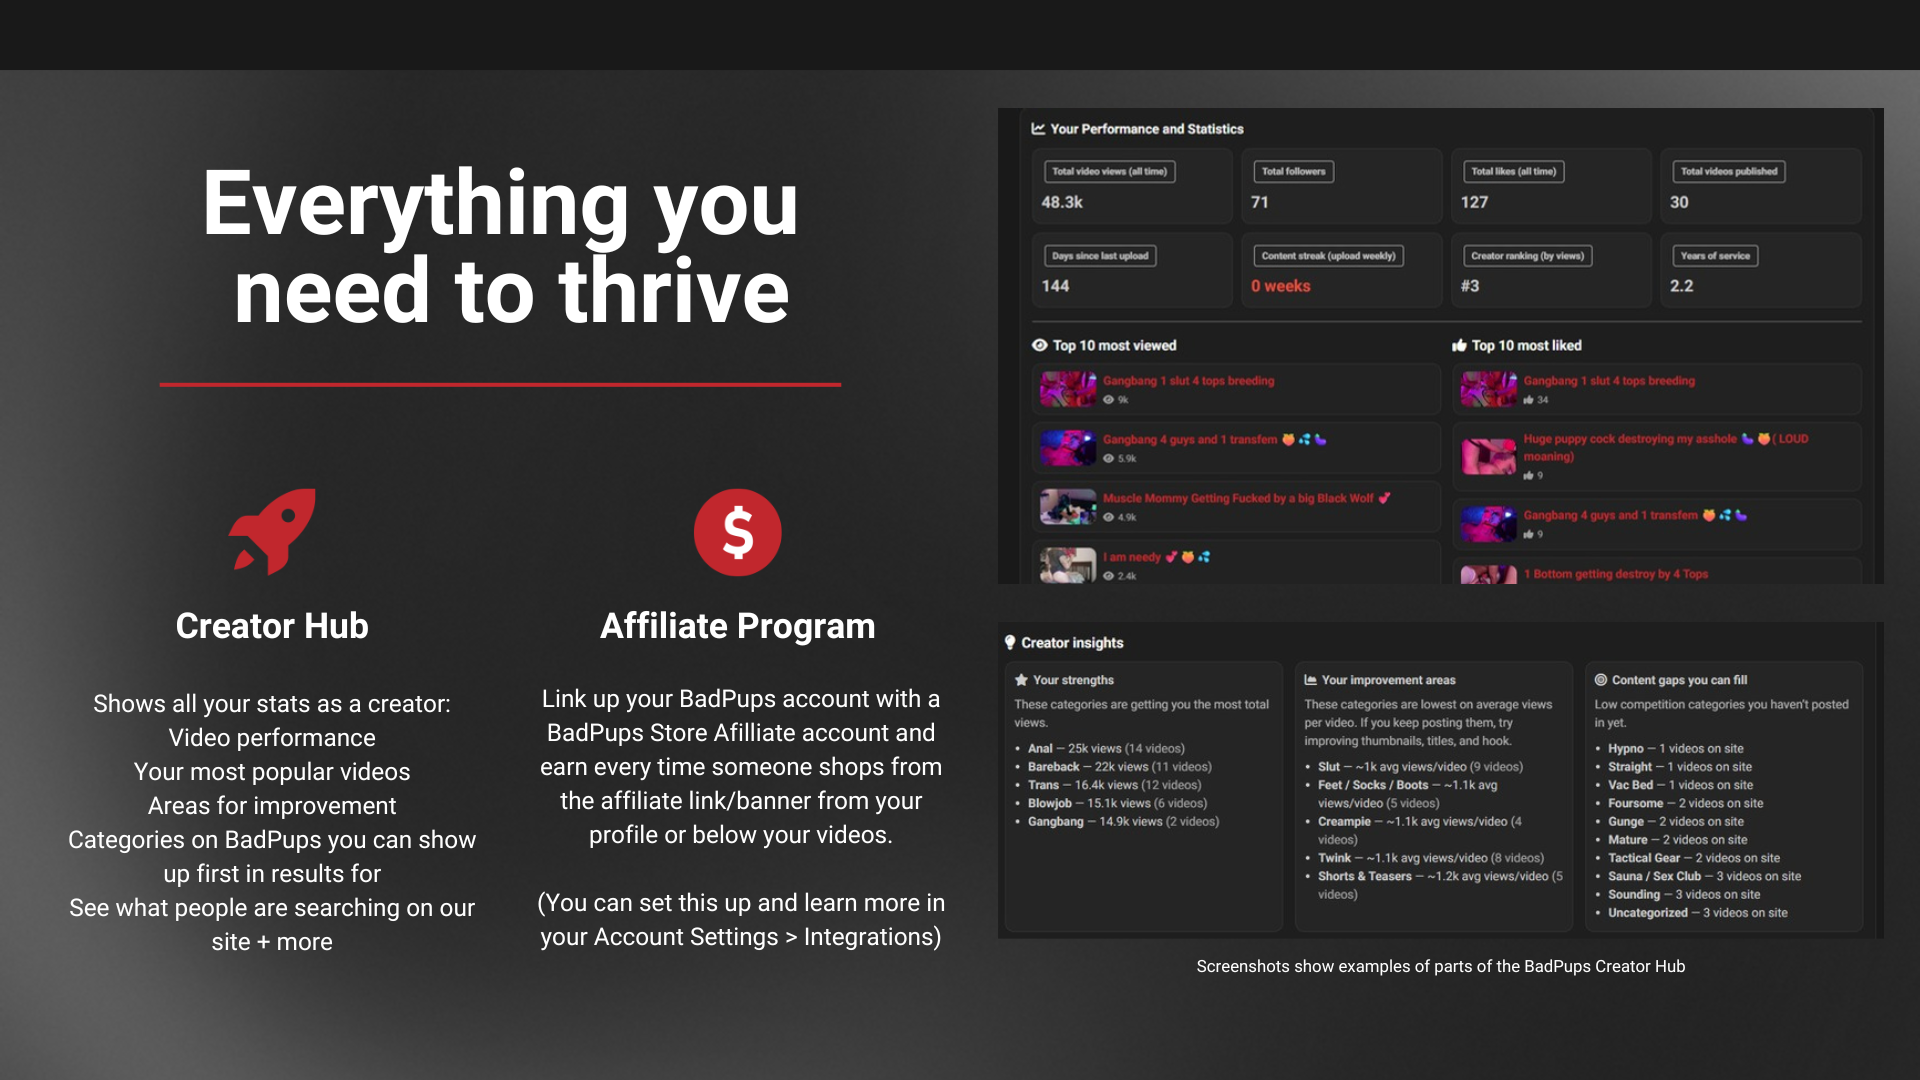 Everything you
need to thrive
Creator Hub
Shows all your stats as a creator:
Video performance
Your most popular videos
Areas for improvement
Categories on BadPups you can show
up first in results for
See what people are searching on our
site + more
Affiliate Program
Link up your BadPups account with a
BadPups Store Afilliate account and
earn every time someone shops from
the affiliate link/banner from your
profile or below your videos.
(You can set this up and learn more in
your Account Settings > Integrations)
Your Performance and Statistics
Total video views (all time)
48.3k
Total followers
71
Total likes (all time)
127
Total videos published
30
Days since last upload
144
Content streak (upload weekly)
0 weeks
Creator ranking (by views)
#3
Years of service
2.2
Top 10 most viewed
Gangbang 1 slut 4 tops breeding
9k
Gangbang 4 guys and 1 transfem 🍑💦🍆
5.9k
Muscle Mommy Getting Fucked by a big Black Wolf 💕
4.9k
I am needy 💕🍑💦
2.4k
Top 10 most liked
Gangbang 1 slut 4 tops breeding
34
Huge puppy cock destroying my asshole 🍆🍑( LOUD
moaning)
9
Gangbang 4 guys and 1 transfem 🍑💦🍆
9
1 Bottom getting destroy by 4 Tops
Creator insights
Your strengths
These categories are getting you the most total
views.
• Anal — 25k views (14 videos)
• Bareback — 22k views (11 videos)
• Trans — 16.4k views (12 videos)
• Blowjob — 15.1k views (6 videos)
• Gangbang — 14.9k views (2 videos)
Your improvement areas
These categories are lowest on average views
per video. If you keep posting them, try
improving thumbnails, titles, and hook.
• Slut — ~1k avg views/video (9 videos)
• Feet / Socks / Boots — ~1.1k avg
views/video (5 videos)
• Creampie — ~1.1k avg views/video (4
videos)
• Twink — ~1.1k avg views/video (8 videos)
• Shorts & Teasers — ~1.2k avg views/video (5
videos)
Content gaps you can fill
Low competition categories you haven't posted
in yet.
• Hypno — 1 videos on site
• Straight — 1 videos on site
• Vac Bed — 1 videos on site
• Foursome — 2 videos on site
• Gunge — 2 videos on site
• Mature — 2 videos on site
• Tactical Gear — 2 videos on site
• Sauna / Sex Club — 3 videos on site
• Sounding — 3 videos on site
• Uncategorized — 3 videos on site
Screenshots show examples of parts of the BadPups Creator Hub